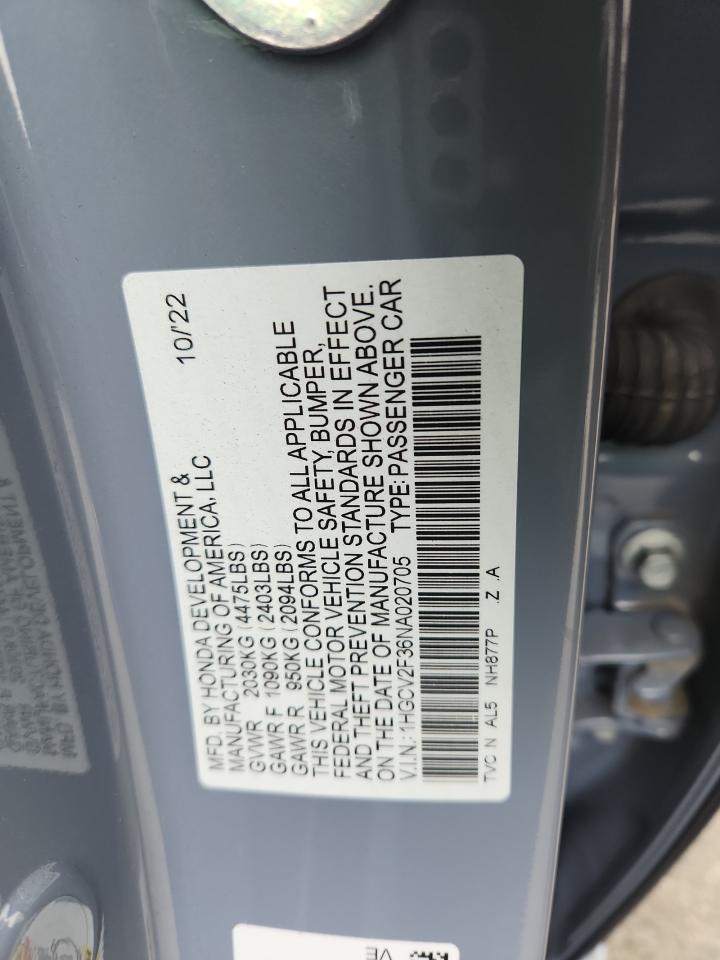 MFD. BY HONDA DEVELOPMENT &
MANUFACTURING OF AMERICA, LLC 10/'22
GVWR 2030KG (4475LBS)
GAWR F 1090KG (2403LBS)
GAWR R 950KG (2094LBS)
THIS VEHICLE CONFORMS TO ALL APPLICABLE
FEDERAL MOTOR VEHICLE SAFETY, BUMPER,
AND THEFT PREVENTION STANDARDS IN EFFECT
ON THE DATE OF MANUFACTURE SHOWN ABOVE.
V.I.N.: 1HGCV2F36NA020705 TYPE: PASSENGER CAR
TVC N AL5 NH877P .Z .A